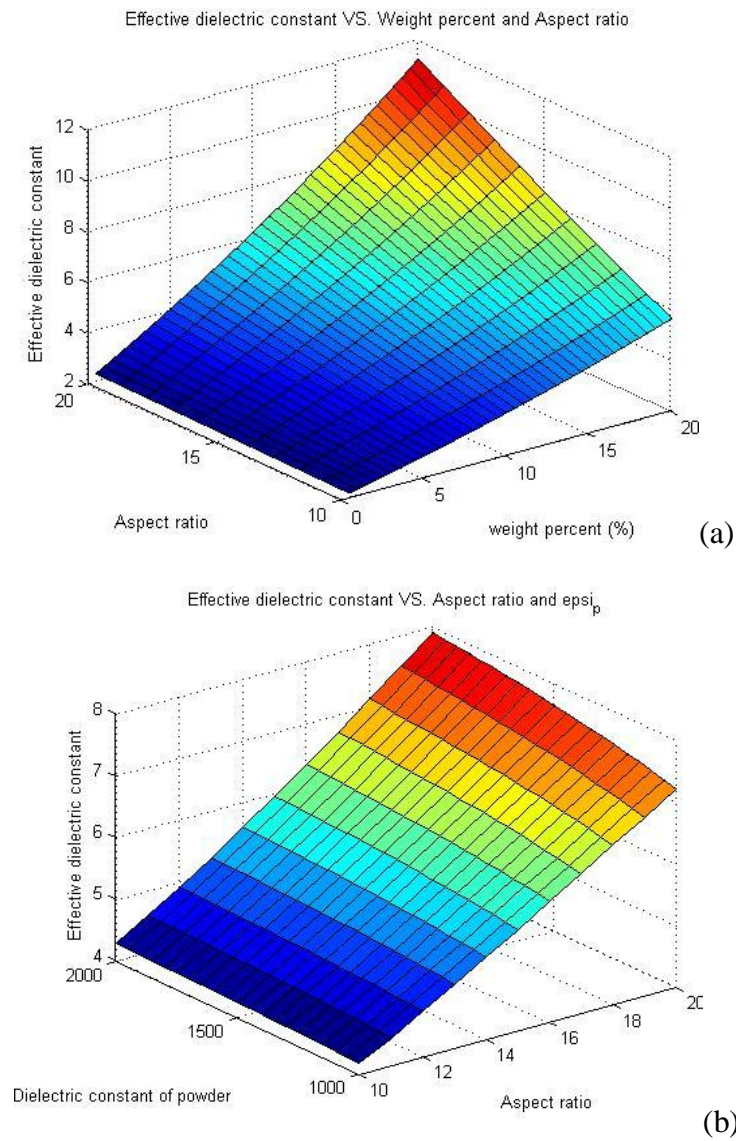 Effective dielectric constant VS. Weight percent and Aspect ratio
12
10
8
6
4
2
Effective dielectric constant
20
15
10
Aspect ratio
0
5
10
15
20
weight percent (%)
(a)
Effective dielectric constant VS. Aspect ratio and epsi_p
8
7
6
5
4
Effective dielectric constant
2000
1500
1000
Dielectric constant of powder
10
12
14
16
18
20
Aspect ratio
(b)